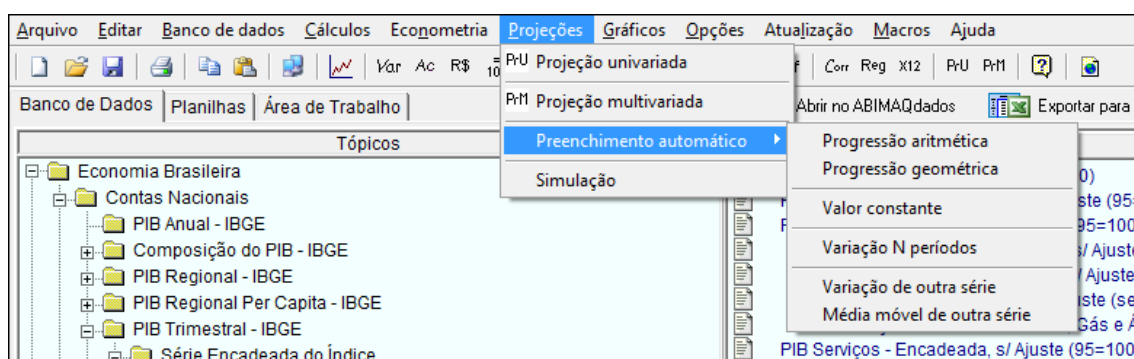 Arquivo Editar Banco de dados Cálculos Econometria Projeções Gráficos Opções Atualização Macros Ajuda
Var Ac R$ Corr Reg X12 PrU PrM
PrU Projeção univariada
PrM Projeção multivariada
Preenchimento automático
Simulação
Progressão aritmética
Progressão geométrica
Valor constante
Variação N períodos
Variação de outra série
Média móvel de outra série
Banco de Dados Planilhas Área de Trabalho
Abrir no ABIMAQdados Exportar para
Tópicos
Economia Brasileira
Contas Nacionais
PIB Anual - IBGE
Composição do PIB - IBGE
PIB Regional - IBGE
PIB Regional Per Capita - IBGE
PIB Trimestral - IBGE
Série Encadeada do Índice
PIB Serviços - Encadeada, s/ Ajuste (95=100